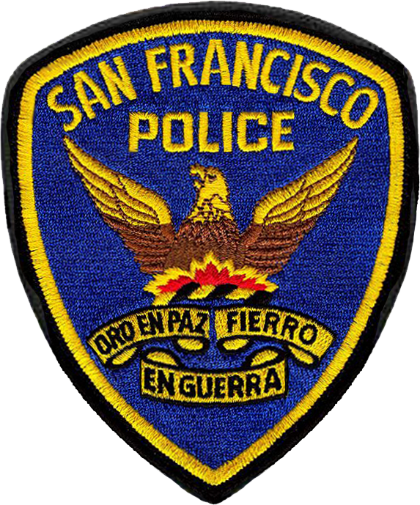 SAN FRANCISCO
POLICE
ORO EN PAZ FIERRO
EN GUERRA